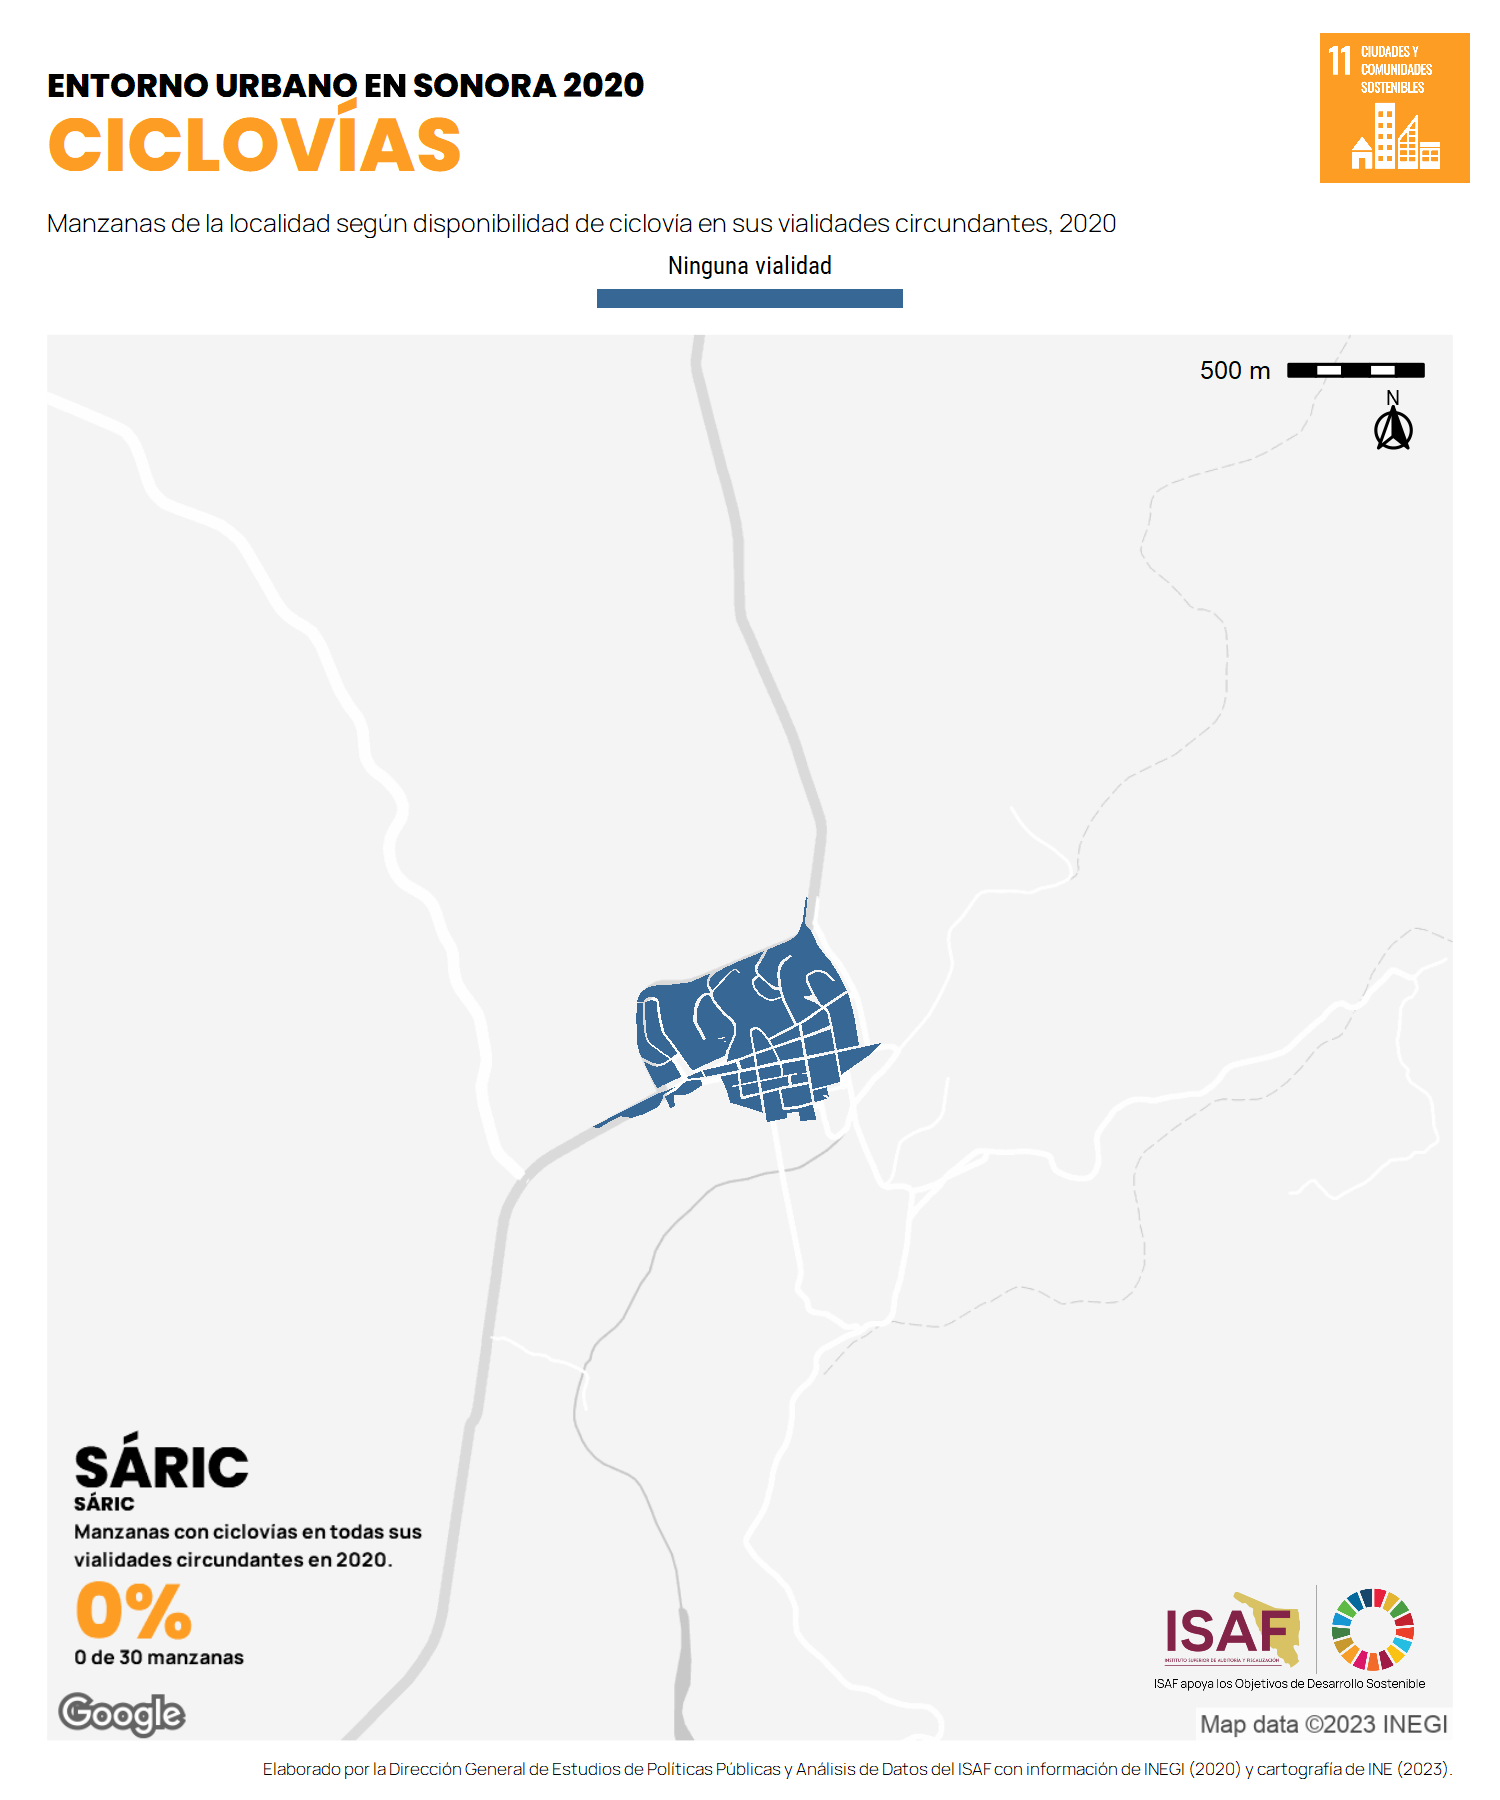 ENTORNO URBANO EN SONORA 2020
CICLOVÍAS
11 CIUDADES Y
COMUNIDADES
SOSTENIBLES
Manzanas de la localidad según disponibilidad de ciclovía en sus vialidades circundantes, 2020
Ninguna vialidad
500 m
N
SÁRIC
SÁRIC
Manzanas con ciclovias en todas sus
vialidades circundantes en 2020.
0%
0 de 30 manzanas
Google
ISAF
INSTITUTO SUPERIOR DE AUDITORÍA Y FISCALIZACIÓN
ISAF apoya los Objetivos de Desarrollo Sostenible
Map data ©2023 INEGI
Elaborado por la Dirección General de Estudios de Políticas Públicas y Análisis de Datos del ISAF con información de INEGI (2020) y cartografía de INE (2023).